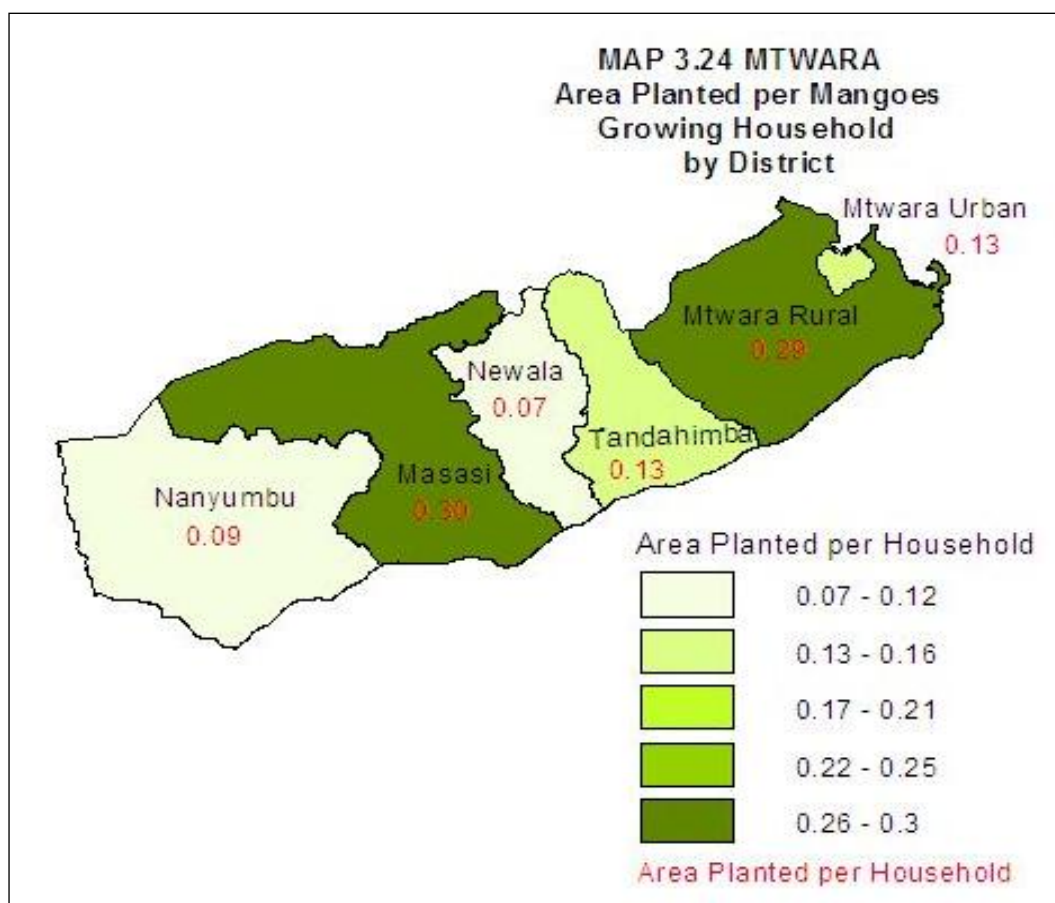 MAP 3.24 MTWARA
Area Planted per Mangoes
Growing Household
by District
Mtwara Urban
0.13
Mtwara Rural
0.29
Newala
0.07
Tandahimba
0.13
Masasi
0.30
Nanyumbu
0.09
Area Planted per Household
0.07 - 0.12
0.13 - 0.16
0.17 - 0.21
0.22 - 0.25
0.26 - 0.3
Area Planted per Household